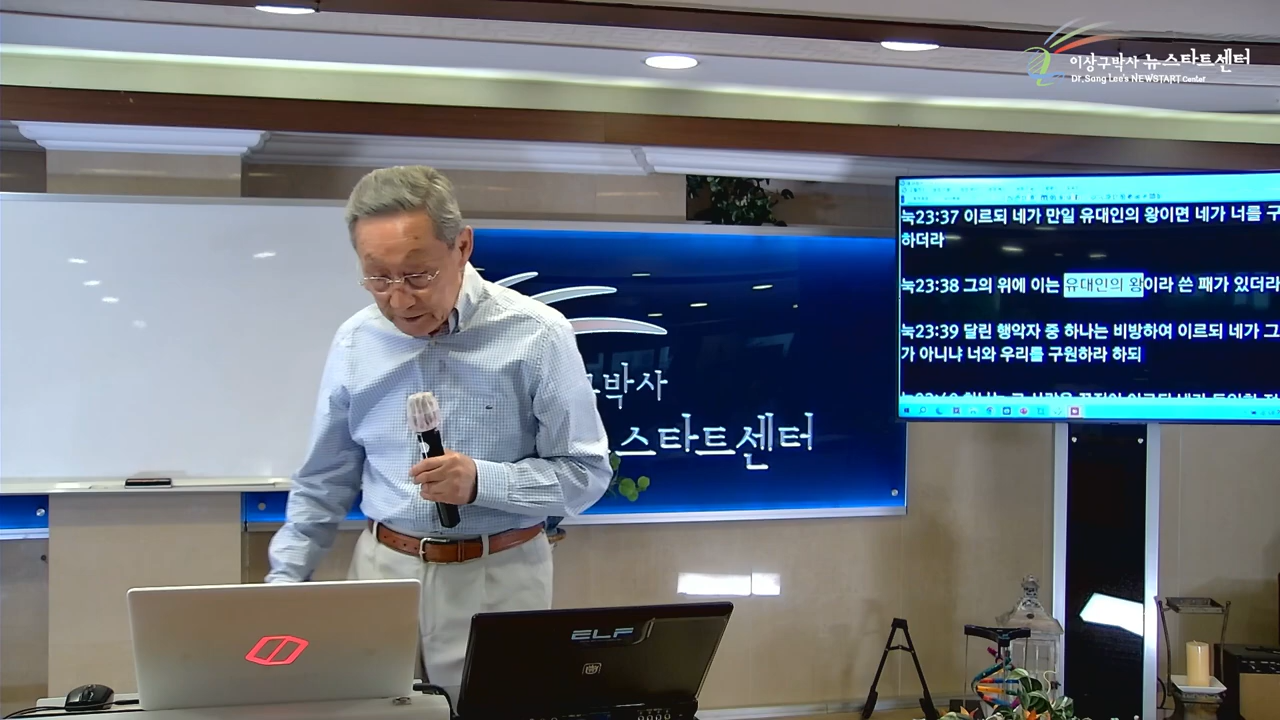 이상구박사 뉴스타트센터
Dr. Sang Lee's NEWSTART Center
눅23:37 이르되 네가 만일 유대인의 왕이면 네가 너를 구
하더라
눅23:38 그의 위에 이는 유대인의 왕이라 쓴 패가 있더라
눅23:39 달린 행악자 중 하나는 비방하여 이르되 네가 그
가 아니냐 너와 우리를 구원하라 하되
구박사
스타트센터
ELF